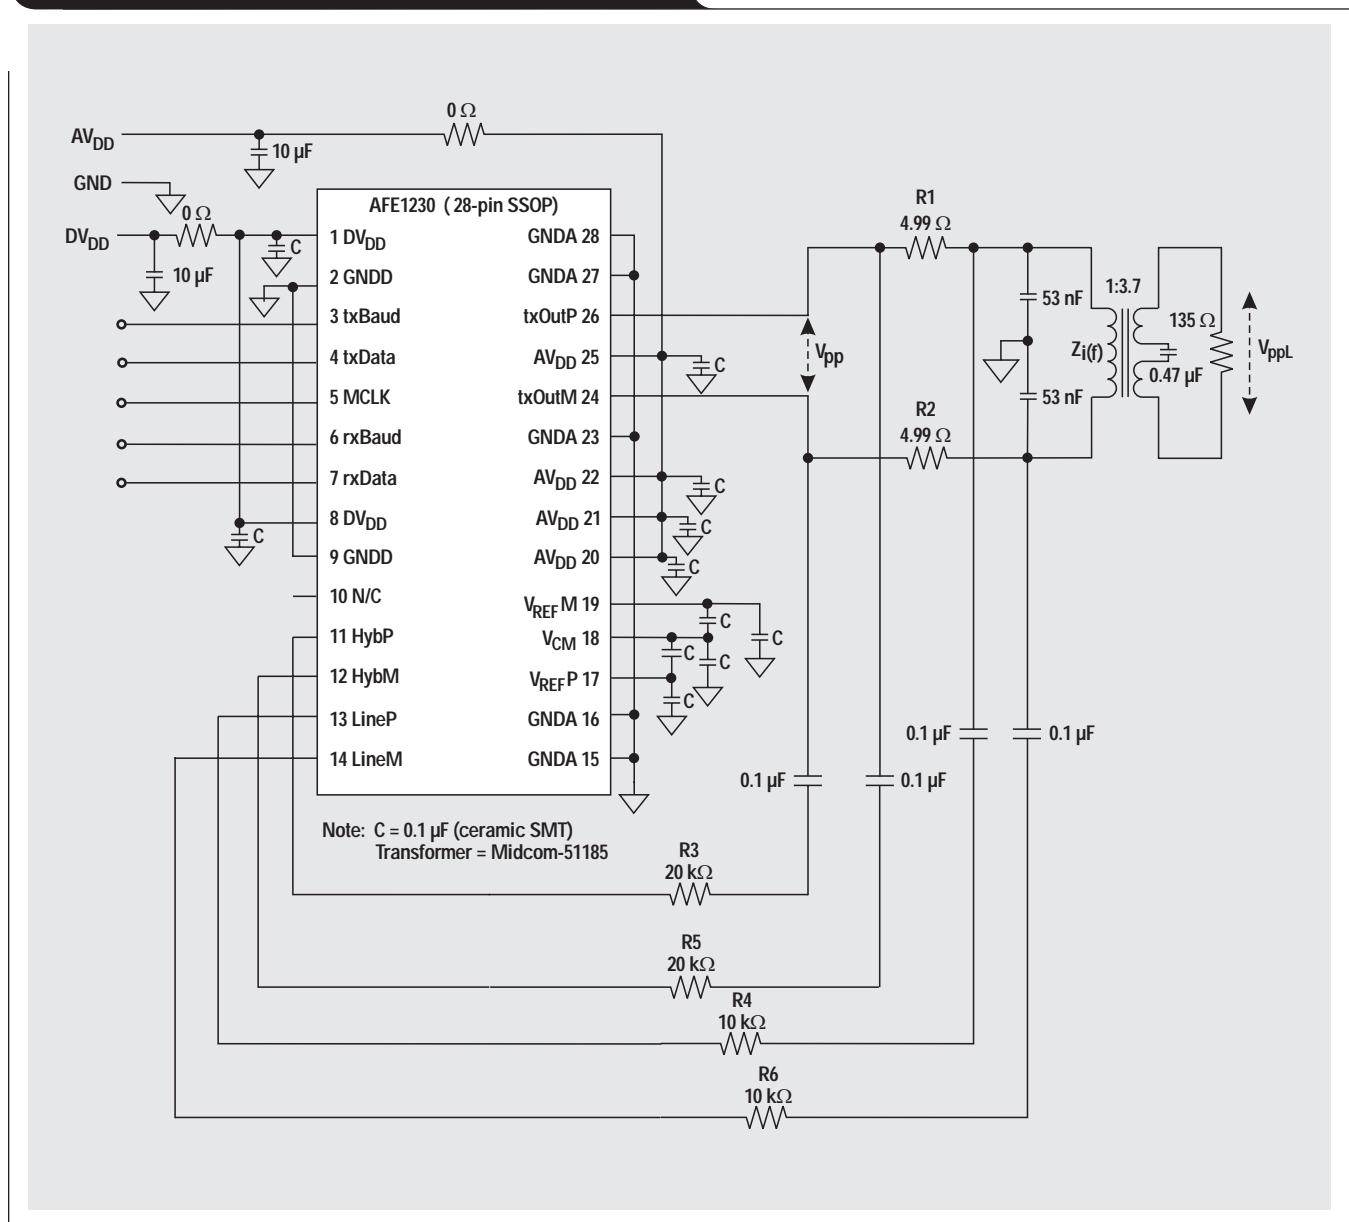 0 Ω
AVDD
10 µF
GND
0 Ω
DVDD
C
10 µF
AFE1230 ( 28-pin SSOP)
1 DVDD
2 GNDD
3 txBaud
4 txData
5 MCLK
6 rxBaud
7 rxData
8 DVDD
C
9 GNDD
10 N/C
11 HybP
12 HybM
13 LineP
14 LineM
GNDA 28
GNDA 27
txOutP 26
AVDD 25
C
txOutM 24
GNDA 23
AVDD 22
C
AVDD 21
C
AVDD 20
C
VREFM 19
C
C
VCM 18
C
C
VREFP 17
C
GNDA 16
GNDA 15
Vpp
R1
4.99 Ω
R2
4.99 Ω
53 nF
53 nF
1:3.7
Zi(f)
0.47 µF
135 Ω
VppL
0.1 µF
0.1 µF
0.1 µF
0.1 µF
Note: C = 0.1 µF (ceramic SMT)
Transformer = Midcom-51185
R3
20 kΩ
R5
20 kΩ
R4
10 kΩ
R6
10 kΩ